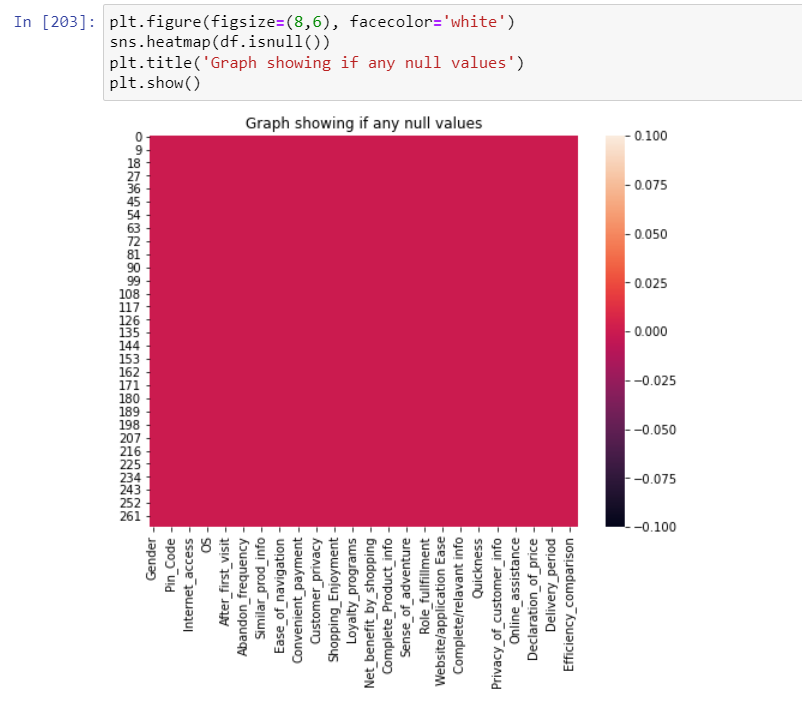 In [203]: plt.figure(figsize=(8,6), facecolor='white')
sns.heatmap(df.isnull())
plt.title('Graph showing if any null values')
plt.show()
Graph showing if any null values
0
9
18
27
36
45
54
63
72
81
90
99
108
117
126
135
144
153
162
171
180
189
198
207
216
225
234
243
252
261
0.100
0.075
0.050
0.025
0.000
−0.025
−0.050
−0.075
−0.100
Gender
Pin_Code
Internet_access
OS
After_first_visit
Abandon_frequency
Similar_prod_info
Ease_of_navigation
Convenient_payment
Customer_privacy
Shopping_Enjoyment
Loyalty_programs
Net_benefit_by_shopping
Complete_Product_info
Sense_of_adventure
Role_fullfillment
Website/application Ease
Complete/relavant info
Quickness
Privacy_of_customer_info
Online_assistance
Declaration_of_price
Delivery_period
Efficiency_comparison